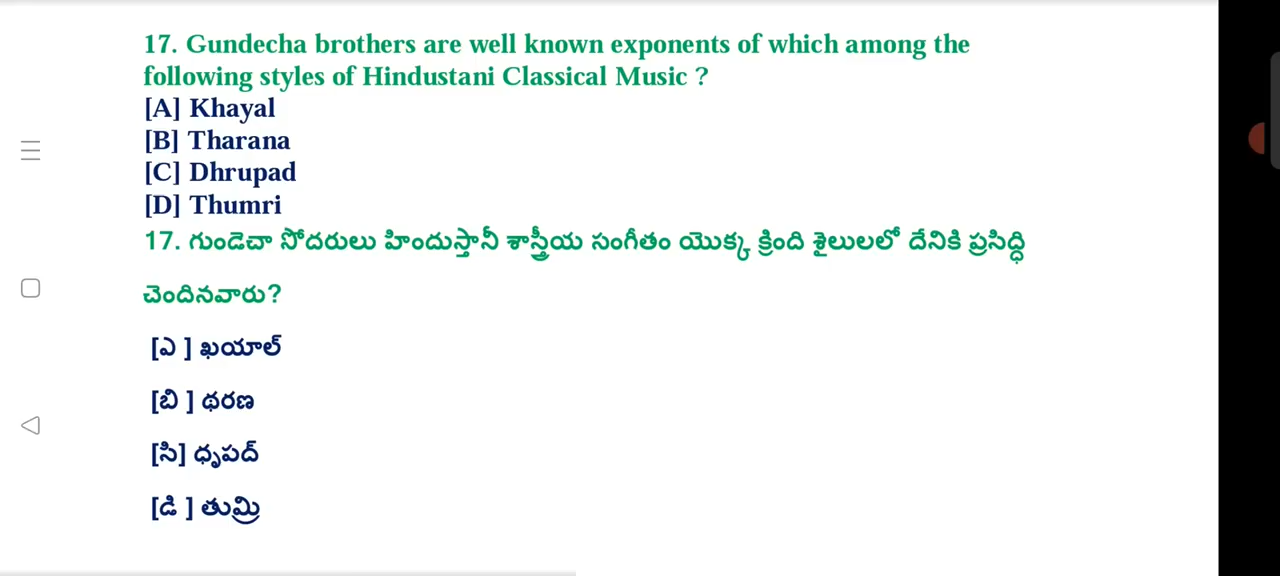 17. Gundecha brothers are well known exponents of which among the
following styles of Hindustani Classical Music ?
[A] Khayal
[B] Tharana
[C] Dhrupad
[D] Thumri
17. గుండెచా సోదరులు హిందుస్తానీ శాస్త్రీయ సంగీతం యొక్క క్రింది శైలులలో దేనికి ప్రసిద్ధి
చెందినవారు?
[ఎ ] ఖయాల్
[బి ] థరణ
[సి] ధృపద్
[డి ] తుమ్రి